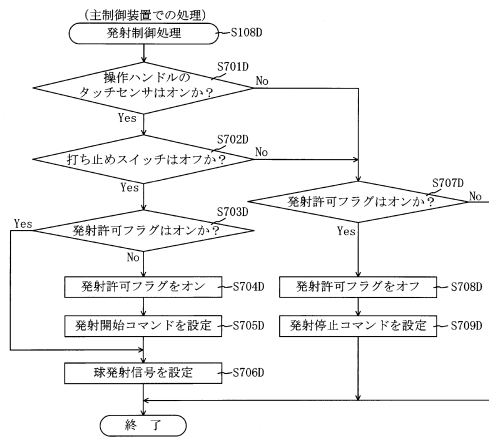 (主制御装置での処理)
発射制御処理
S108D
操作ハンドルの
タッチセンサはオンか?
S701D
No
Yes
打ち止めスイッチはオフか?
S702D
No
Yes
発射許可フラグはオンか?
S703D
Yes
No
発射許可フラグはオンか?
S707D
No
Yes
発射許可フラグをオン
S704D
発射許可フラグをオフ
S708D
発射開始コマンドを設定
S705D
発射停止コマンドを設定
S709D
球発射信号を設定
S706D
終 了